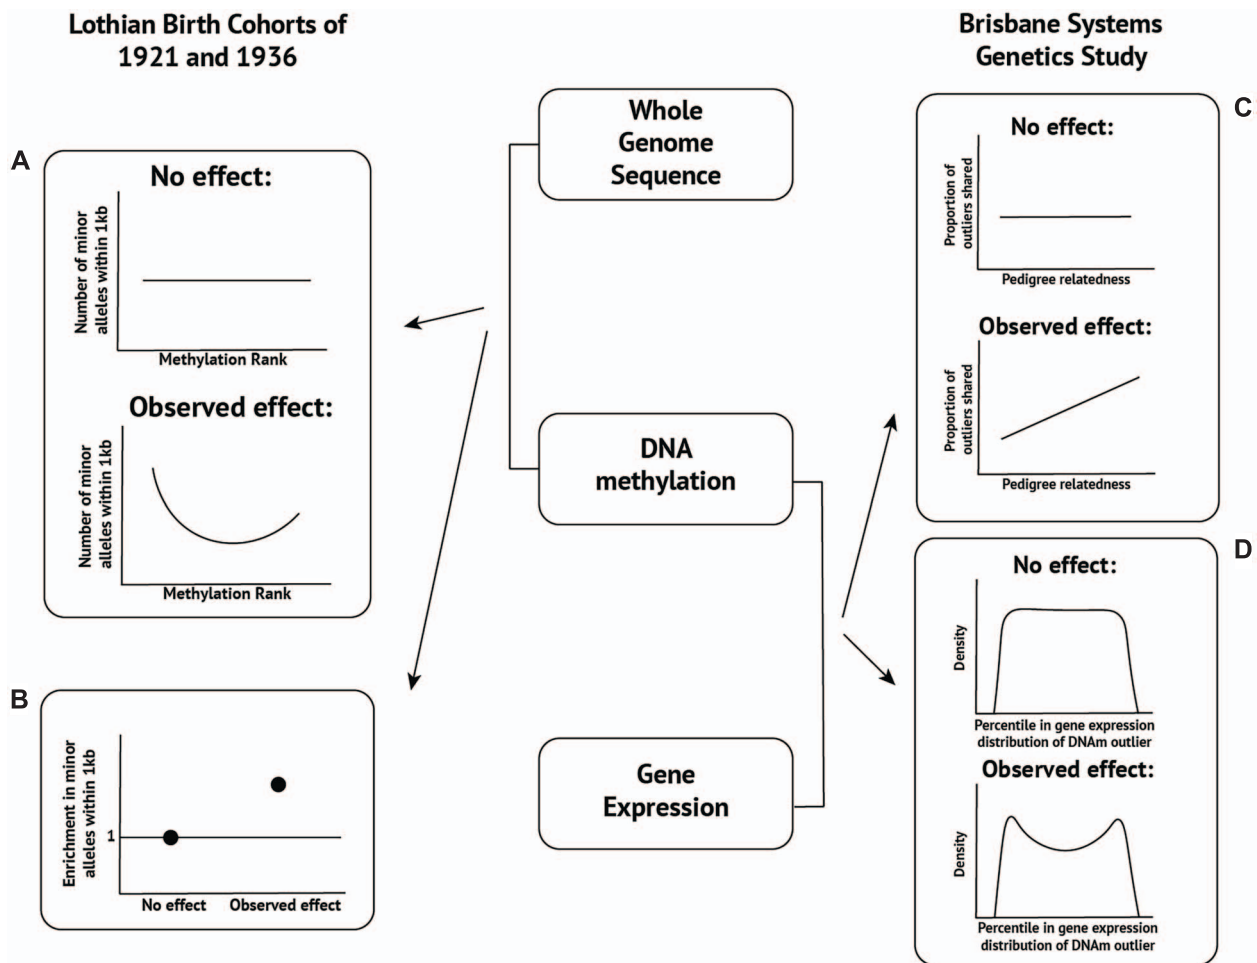 Lothian Birth Cohorts of
1921 and 1936
A
No effect:
Number of minor
alleles within 1kb
Methylation Rank
Observed effect:
Number of minor
alleles within 1kb
Methylation Rank
B
Enrichment in minor
alleles within 1kb
1
No effect
Observed effect
Whole
Genome
Sequence
DNA
methylation
Gene
Expression
Brisbane Systems
Genetics Study
C
No effect:
Proportion of
outliers shared
Pedigree relatedness
Observed effect:
Proportion of
outliers shared
Pedigree relatedness
D
No effect:
Density
Percentile in gene expression
distribution of DNAm outlier
Observed effect:
Density
Percentile in gene expression
distribution of DNAm outlier